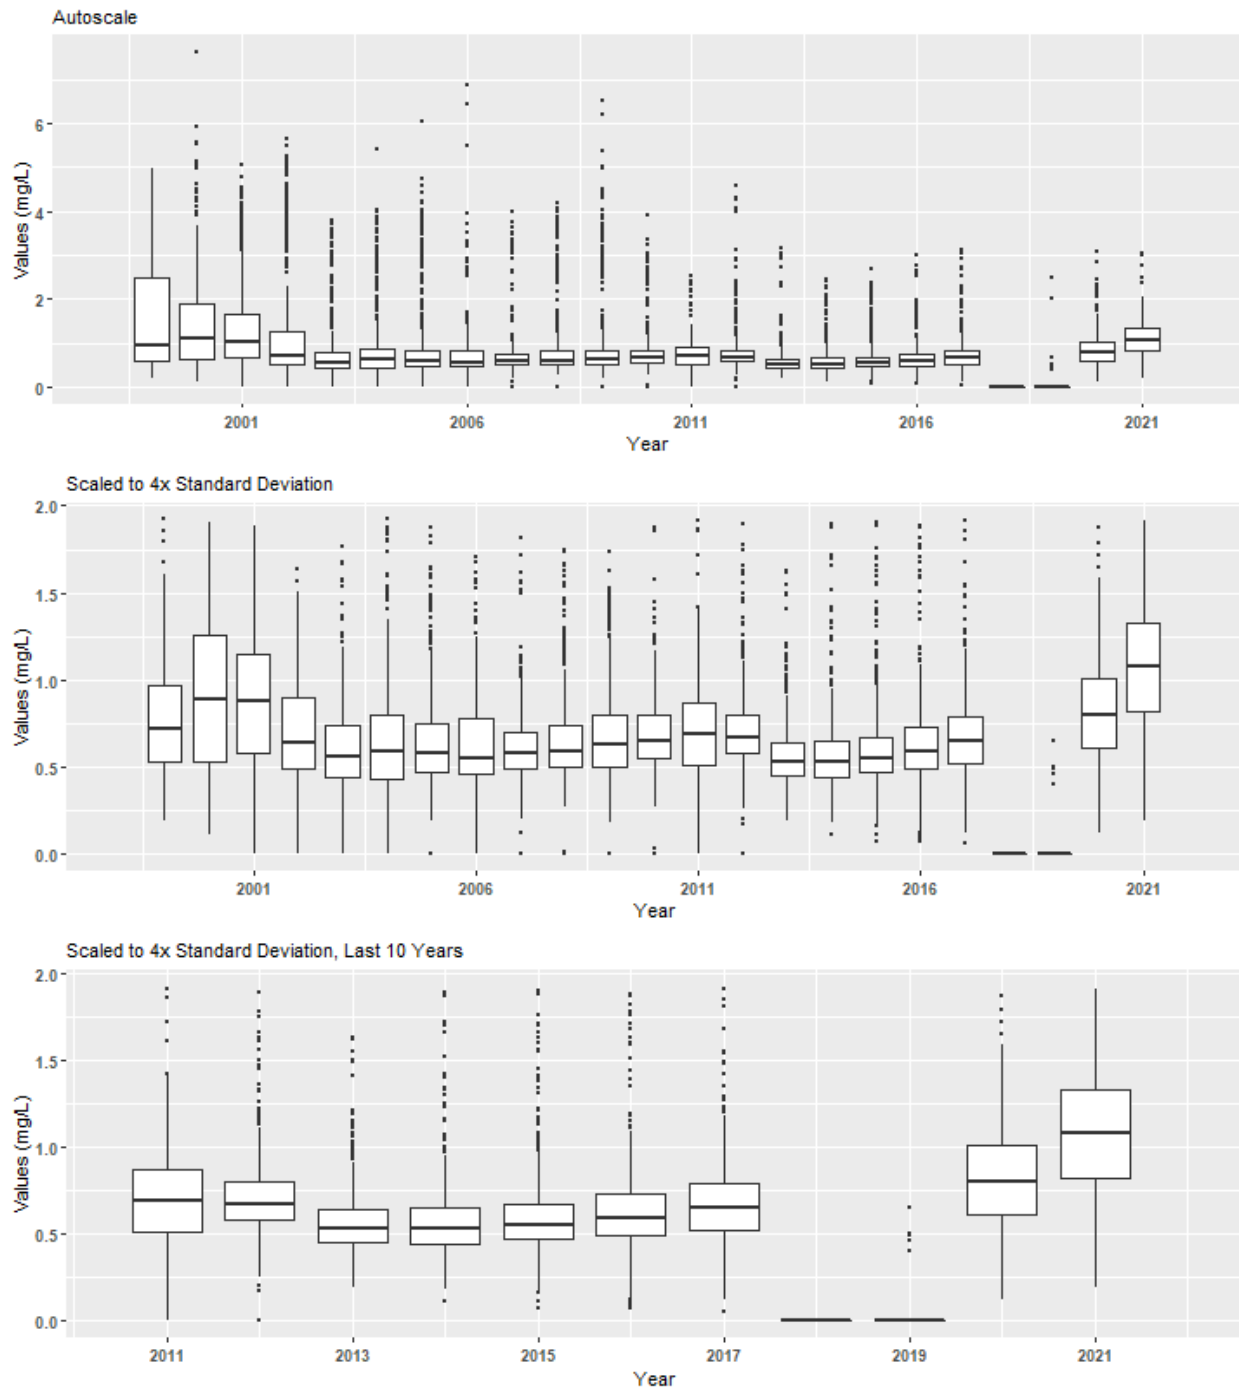 Autoscale
6
4
2
0
Values (mg/L)
2001 2006 2011 2016 2021
Year
Scaled to 4x Standard Deviation
2.0
1.5
1.0
0.5
0.0
Values (mg/L)
2001 2006 2011 2016 2021
Year
Scaled to 4x Standard Deviation, Last 10 Years
2.0
1.5
1.0
0.5
0.0
Values (mg/L)
2011 2013 2015 2017 2019 2021
Year